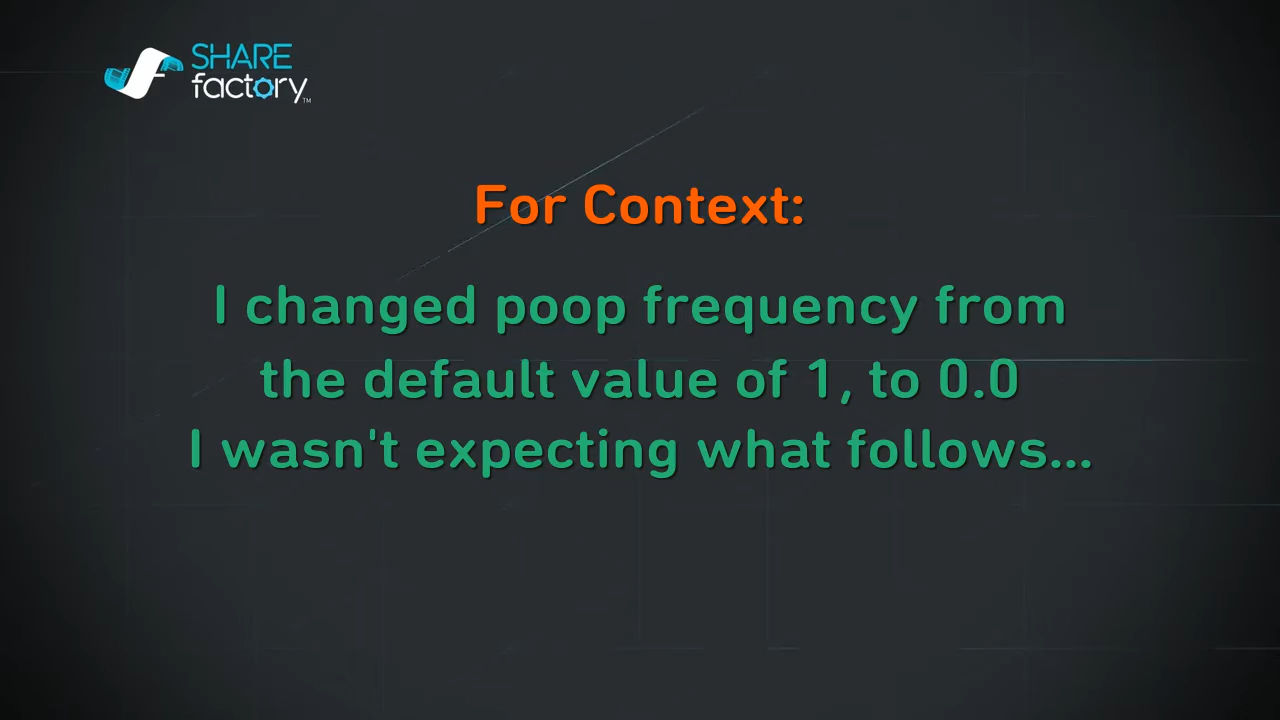 SHARE
factory™
For Context:
I changed poop frequency from
the default value of 1, to 0.0
I wasn't expecting what follows...